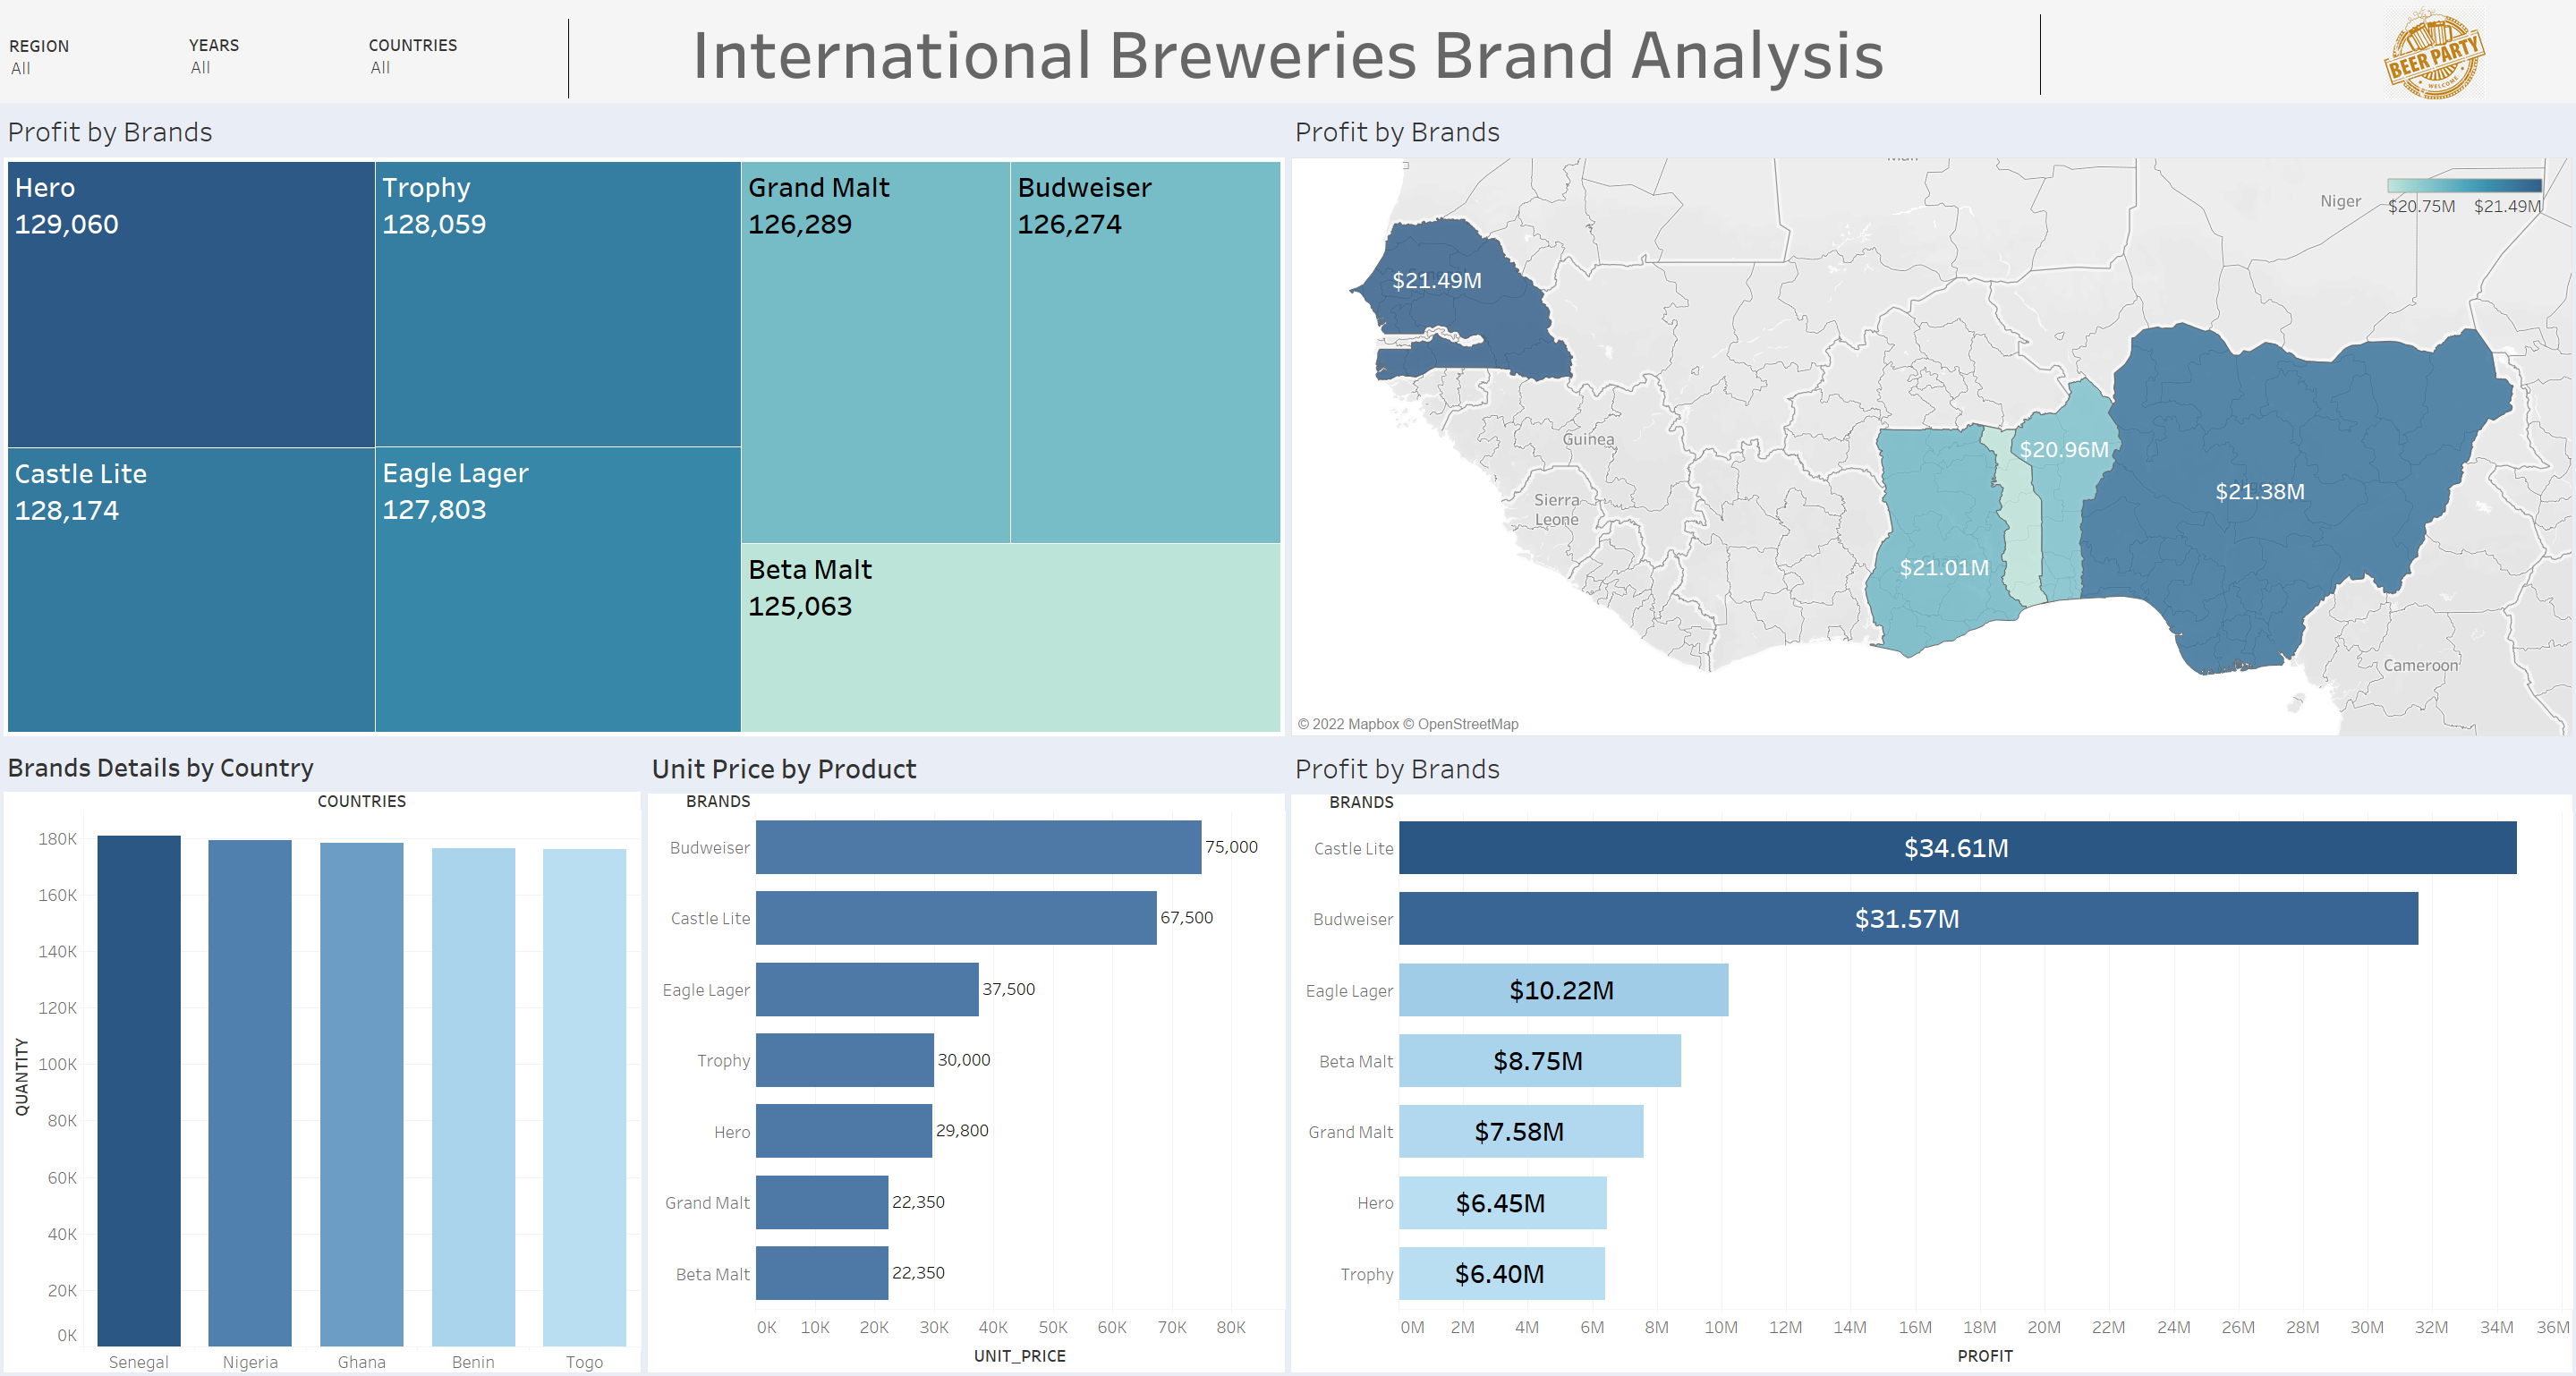 REGION
All
YEARS
All
COUNTRIES
All
International Breweries Brand Analysis
BEER PARTY
WELCOME
Profit by Brands
Hero
129,060
Trophy
128,059
Grand Malt
126,289
Budweiser
126,274
Castle Lite
128,174
Eagle Lager
127,803
Beta Malt
125,063
Profit by Brands
Niger
$20.75M $21.49M
$21.49M
Guinea
Sierra
Leone
$20.96M
$21.38M
$21.01M
Cameroon
© 2022 Mapbox © OpenStreetMap
Brands Details by Country
COUNTRIES
QUANTITY
180K
160K
140K
120K
100K
80K
60K
40K
20K
0K
Senegal Nigeria Ghana Benin Togo
Unit Price by Product
BRANDS
Budweiser 75,000
Castle Lite 67,500
Eagle Lager 37,500
Trophy 30,000
Hero 29,800
Grand Malt 22,350
Beta Malt 22,350
0K 10K 20K 30K 40K 50K 60K 70K 80K
UNIT_PRICE
Profit by Brands
BRANDS
Castle Lite $34.61M
Budweiser $31.57M
Eagle Lager $10.22M
Beta Malt $8.75M
Grand Malt $7.58M
Hero $6.45M
Trophy $6.40M
0M 2M 4M 6M 8M 10M 12M 14M 16M 18M 20M 22M 24M 26M 28M 30M 32M 34M 36M
PROFIT